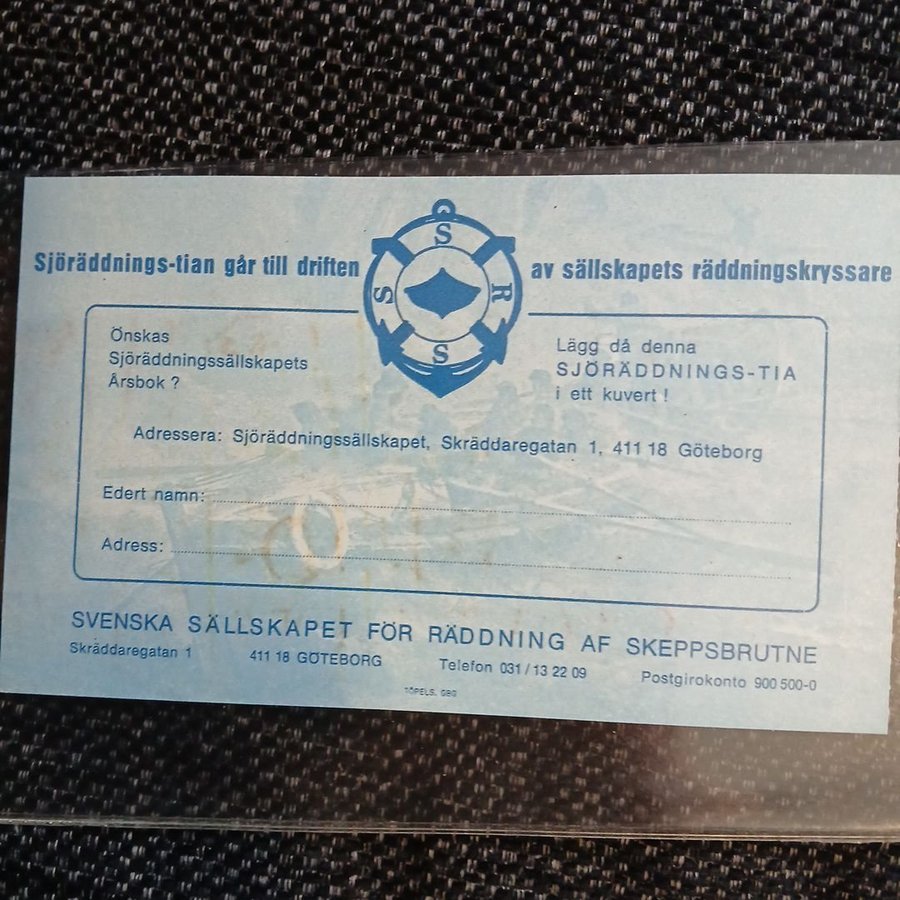 Sjöräddnings-tian går till driften av sällskapets räddningskryssare
S
S R
S
Önskas
Sjöräddningssällskapets
Årsbok ?
Lägg då denna
SJÖRÄDDNINGS-TIA
i ett kuvert !
Adressera: Sjöräddningssällskapet, Skräddaregatan 1, 411 18 Göteborg
Edert namn:
Adress:
SVENSKA SÄLLSKAPET FÖR RÄDDNING AF SKEPPSBRUTNE
Skräddaregatan 1 411 18 GÖTEBORG Telefon 031/13 22 09 Postgirokonto 900 500-0
TÖPELS, GBG